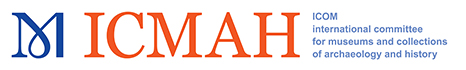 M ICMAH
ICOM
international committee
for museums and collections
of archaeology and history